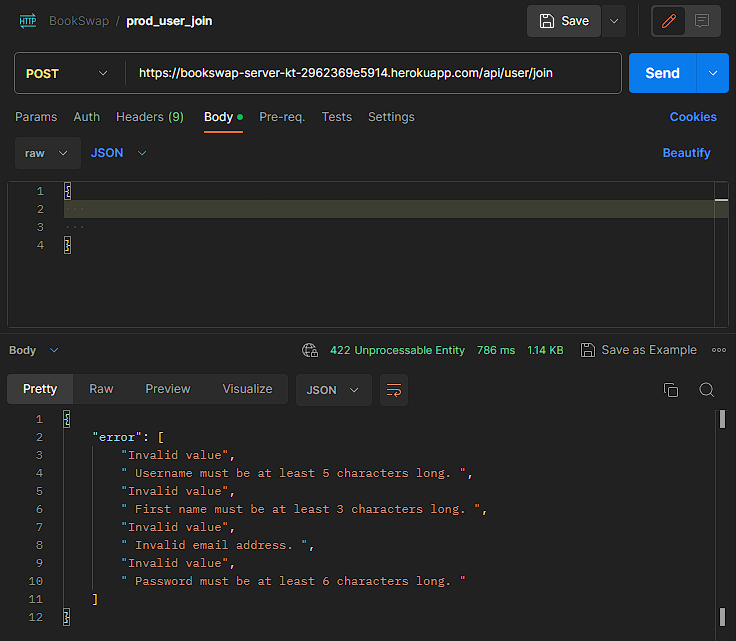 HTTP BookSwap / prod_user_join Save
POST https://bookswap-server-kt-2962369e5914.herokuapp.com/api/user/join Send
Params Auth Headers (9) Body Pre-req. Tests Settings Cookies
raw JSON Beautify
1 {
2
3
4 }
Body 422 Unprocessable Entity 786 ms 1.14 KB Save as Example
Pretty Raw Preview Visualize JSON
1 {
2 "error": [
3 "Invalid value",
4 " Username must be at least 5 characters long. ",
5 "Invalid value",
6 " First name must be at least 3 characters long. ",
7 "Invalid value",
8 " Invalid email address. ",
9 "Invalid value",
10 " Password must be at least 6 characters long. "
11 ]
12 }